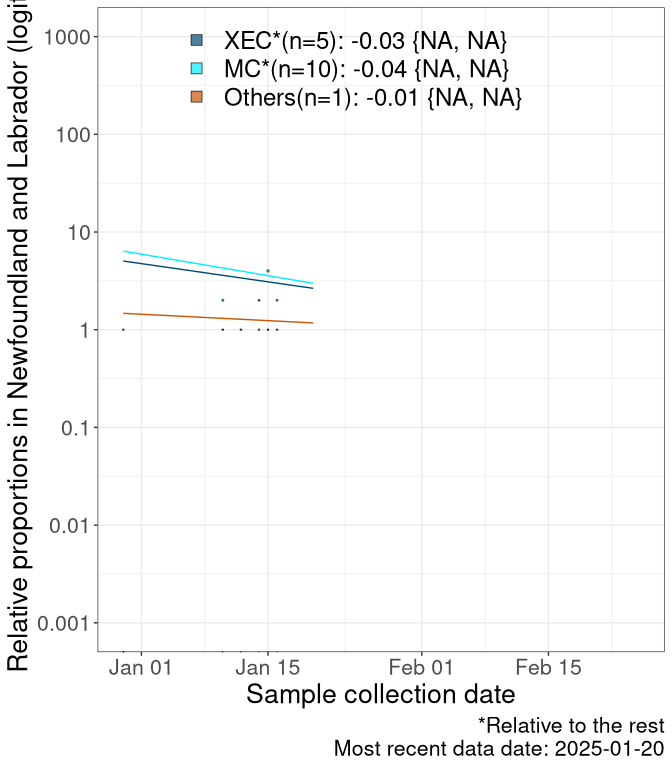 Relative proportions in Newfoundland and Labrador (logit
XEC*(n=5): -0.03 {NA, NA}
MC*(n=10): -0.04 {NA, NA}
Others(n=1): -0.01 {NA, NA}
1000
100
10
1
0.1
0.01
0.001
Jan 01 Jan 15 Feb 01 Feb 15
Sample collection date
*Relative to the rest
Most recent data date: 2025-01-20